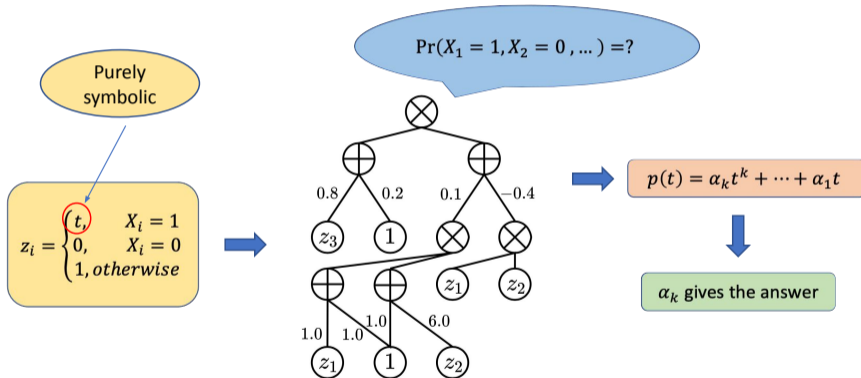 Pr(X₁ = 1, X₂ = 0 , ... ) =?
Purely
symbolic
zᵢ = {t, Xᵢ = 1
0, Xᵢ = 0
1, otherwise
0.8 0.2 0.1 −0.4
z₃ 1
z₁ z₂
1.0 1.0 1.0 6.0
z₁ 1 z₂
p(t) = αₖtᵏ + ⋯ + α₁t
αₖ gives the answer